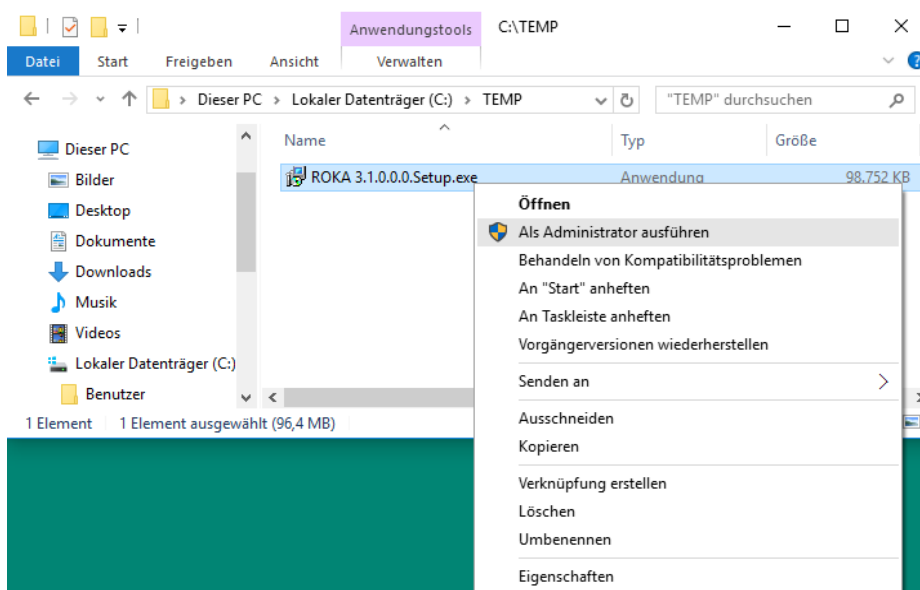 Anwendungstools C:\TEMP
Datei Start Freigeben Ansicht Verwalten
Dieser PC Lokaler Datenträger (C:) TEMP "TEMP" durchsuchen
Name Typ Größe
Dieser PC
Bilder
Desktop
Dokumente
Downloads
Musik
Videos
Lokaler Datenträger (C:)
Benutzer
ROKA 3.1.0.0.0.Setup.exe Anwendung 98.752 KB
Öffnen
Als Administrator ausführen
Behandeln von Kompatibilitätsproblemen
An "Start" anheften
An Taskleiste anheften
Vorgängerversionen wiederherstellen
Senden an
Ausschneiden
Kopieren
Verknüpfung erstellen
Löschen
Umbenennen
Eigenschaften
1 Element 1 Element ausgewählt (96,4 MB)